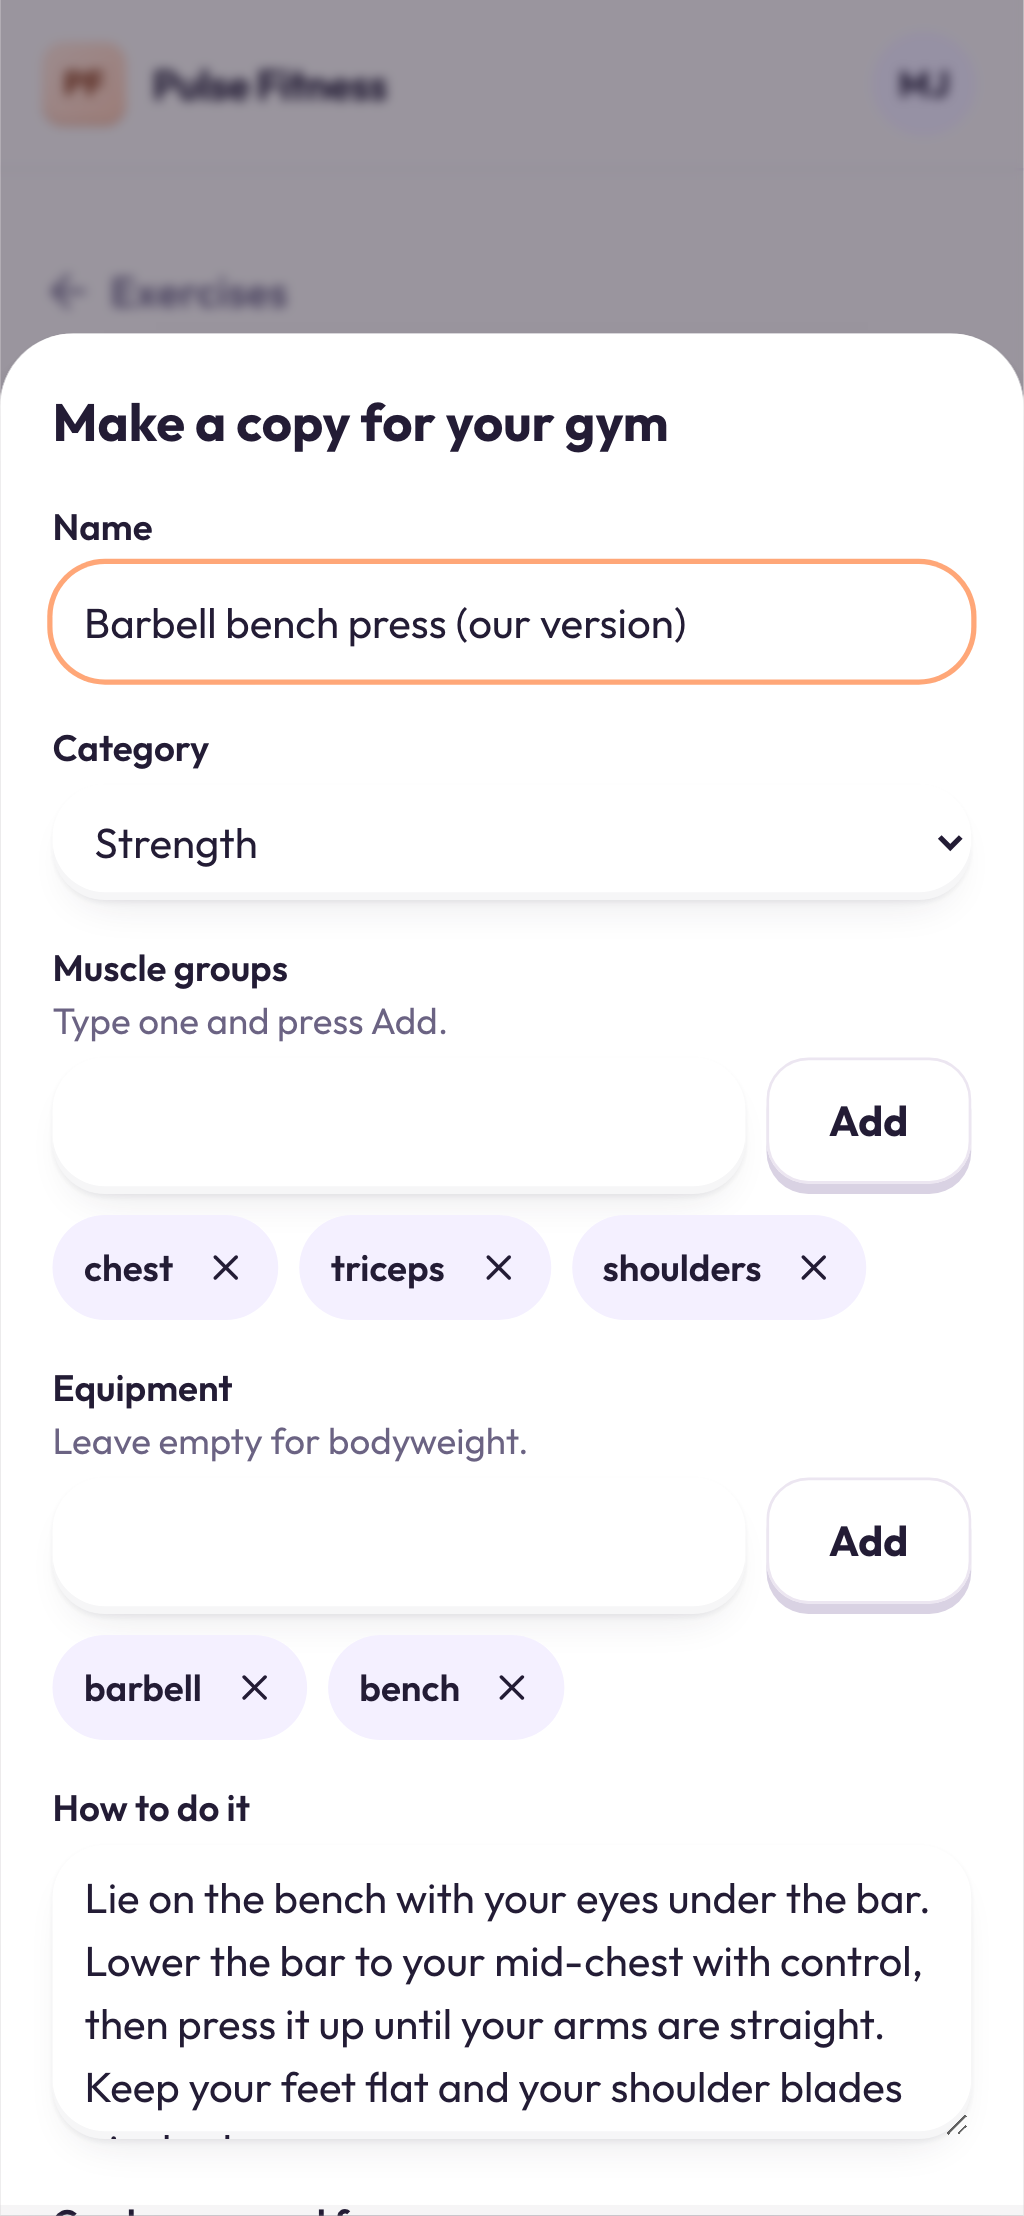 PF Pulse Fitness MJ
← Exercises
Make a copy for your gym
Name
Barbell bench press (our version)
Category
Strength
Muscle groups
Type one and press Add.
Add
chest triceps shoulders
Equipment
Leave empty for bodyweight.
Add
barbell bench
How to do it
Lie on the bench with your eyes under the bar.
Lower the bar to your mid-chest with control,
then press it up until your arms are straight.
Keep your feet flat and your shoulder blades